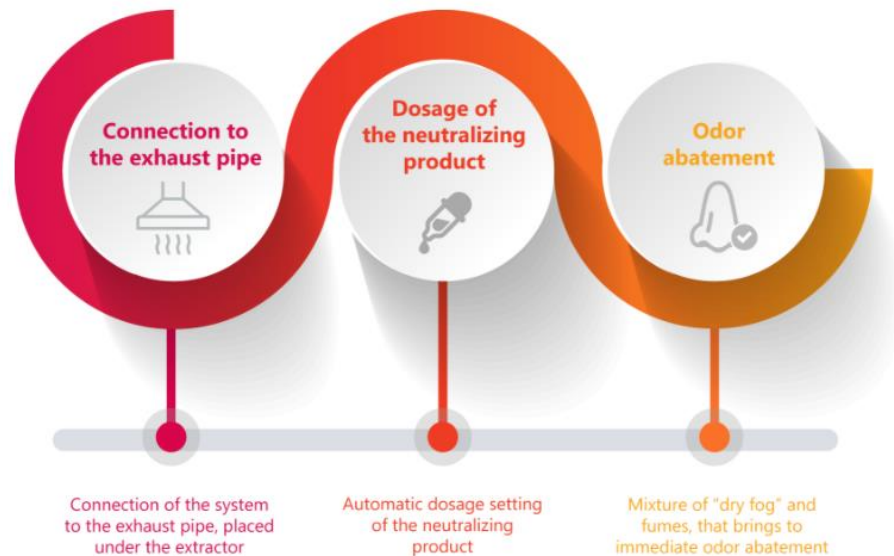 Connection to
the exhaust pipe
Dosage of
the neutralizing
product
Odor
abatement
Connection of the system
to the exhaust pipe, placed
under the extractor
Automatic dosage setting
of the neutralizing
product
Mixture of "dry fog" and
fumes, that brings to
immediate odor abatement